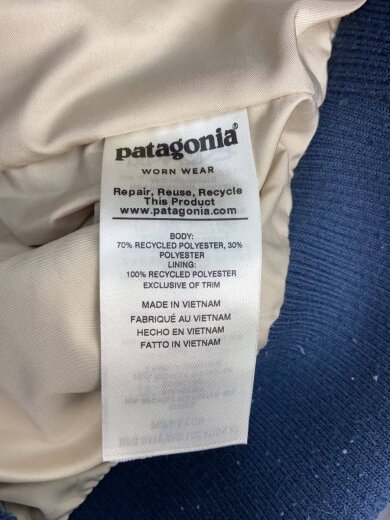 patagonia®
WORN WEAR
Repair, Reuse, Recycle
This Product
www.patagonia.com
BODY:
70% RECYCLED POLYESTER, 30%
POLYESTER
LINING:
100% RECYCLED POLYESTER
EXCLUSIVE OF TRIM
MADE IN VIETNAM
FABRIQUÉ AU VIETNAM
HECHO EN VIETNAM
FATTO IN VIETNAM